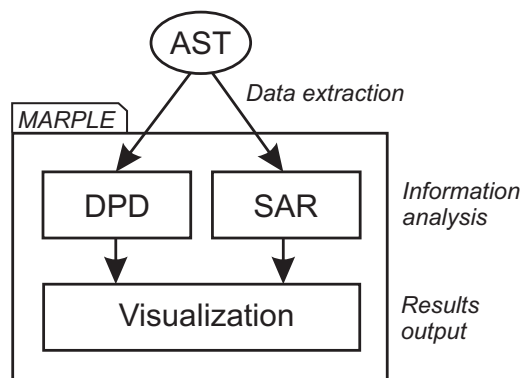 AST
Data extraction
MARPLE
DPD
SAR
Information
analysis
Visualization
Results
output